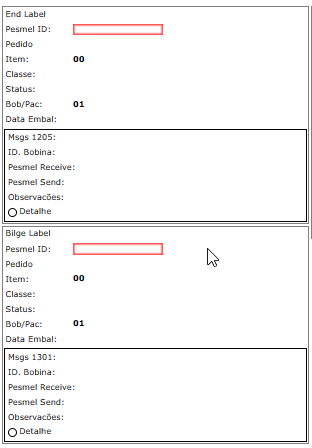 End Label
Pesmel ID:
Pedido
Item: 00
Classe:
Status:
Bob/Pac: 01
Data Embal:
Msgs 1205:
ID. Bobina:
Pesmel Receive:
Pesmel Send:
Observacões:
Detalhe
Bilge Label
Pesmel ID:
Pedido
Item: 00
Classe:
Status:
Bob/Pac: 01
Data Embal:
Msgs 1301:
ID. Bobina:
Pesmel Receive:
Pesmel Send:
Observacões:
Detalhe